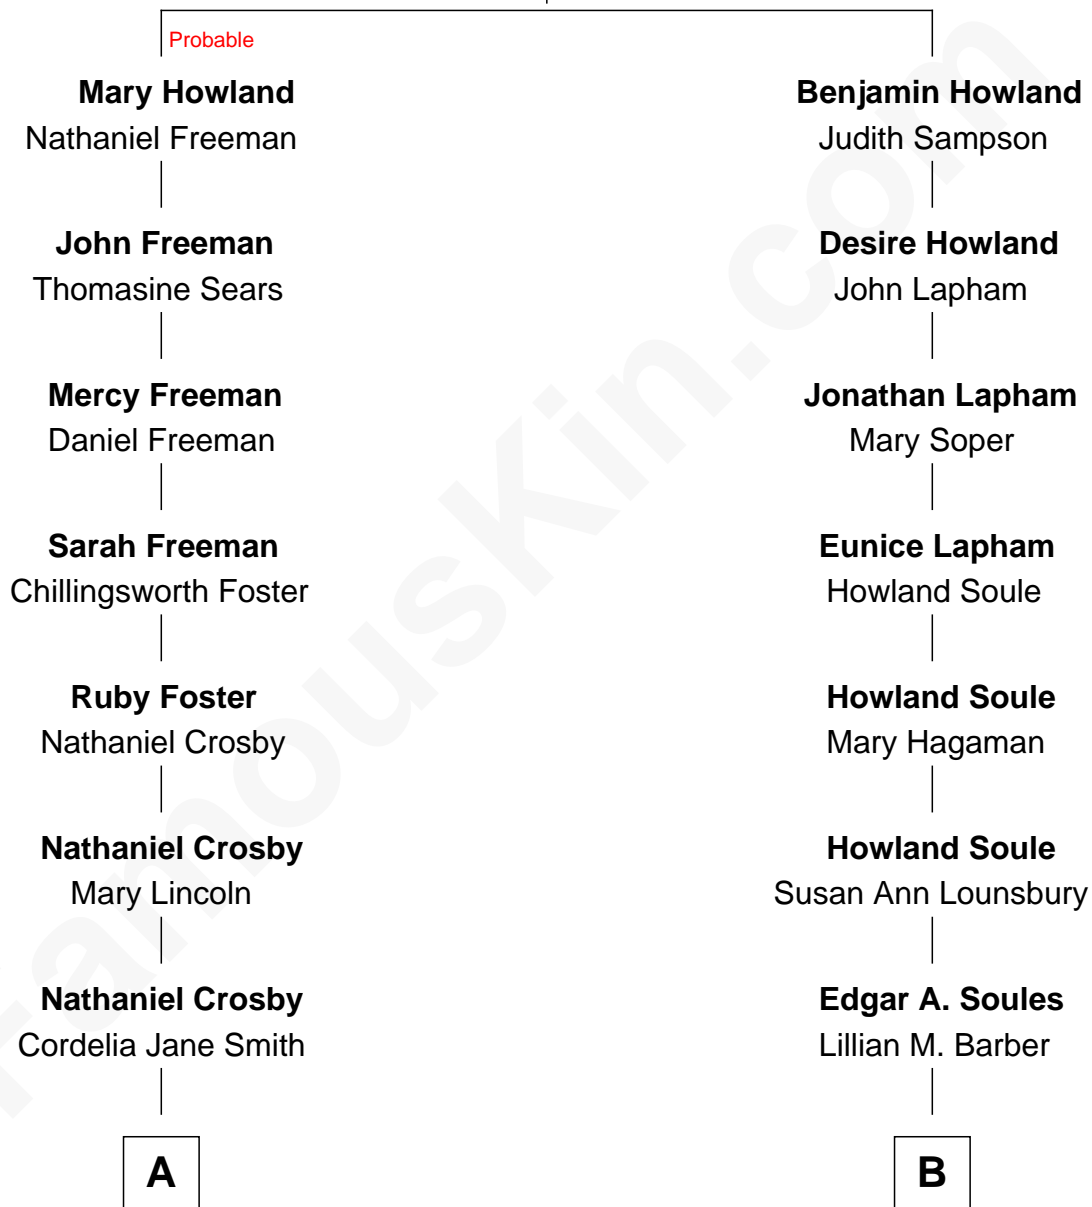 Probable
Mary Howland
Nathaniel Freeman
John Freeman
Thomasine Sears
Mercy Freeman
Daniel Freeman
Sarah Freeman
Chillingsworth Foster
Ruby Foster
Nathaniel Crosby
Nathaniel Crosby
Mary Lincoln
Nathaniel Crosby
Cordelia Jane Smith
A
Benjamin Howland
Judith Sampson
Desire Howland
John Lapham
Jonathan Lapham
Mary Soper
Eunice Lapham
Howland Soule
Howland Soule
Mary Hagaman
Howland Soule
Susan Ann Lounsbury
Edgar A. Soules
Lillian M. Barber
B
FamousKin.com